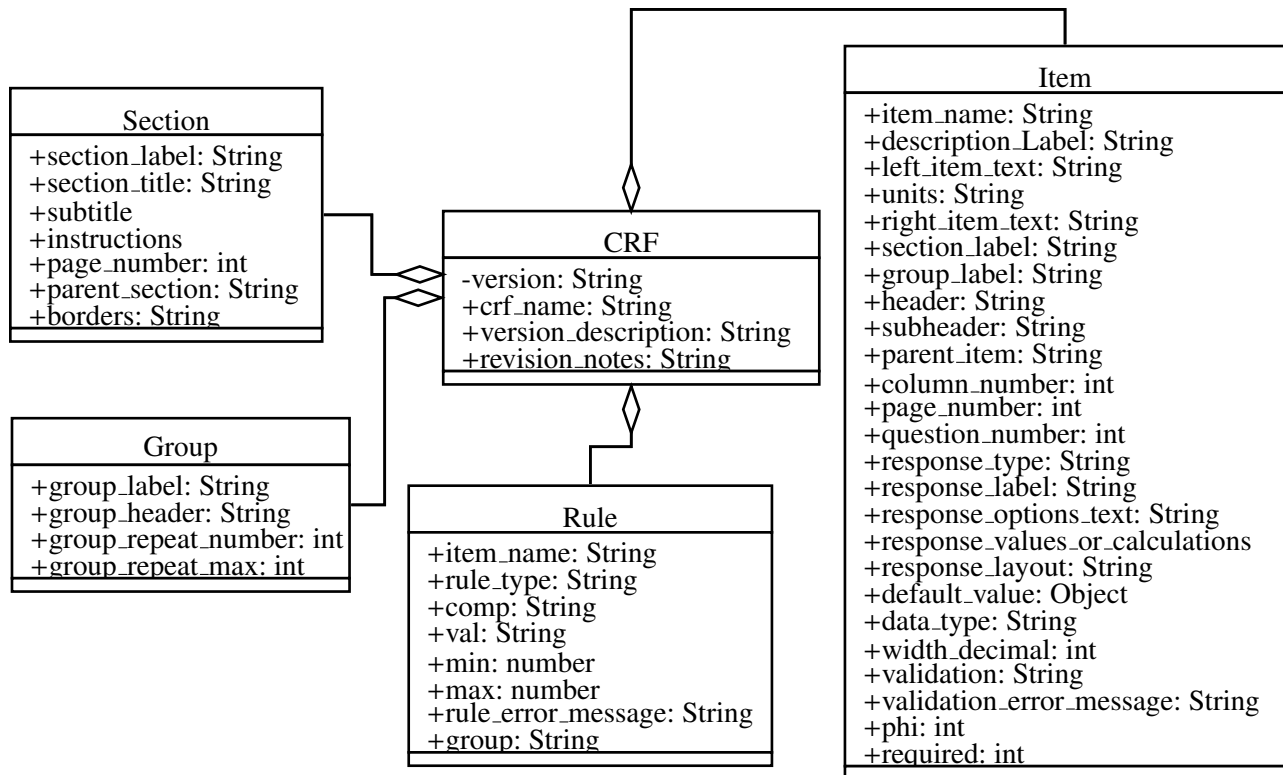 Section
+section_label: String
+section_title: String
+subtitle
+instructions
+page_number: int
+parent_section: String
+borders: String
Group
+group_label: String
+group_header: String
+group_repeat_number: int
+group_repeat_max: int
CRF
-version: String
+crf_name: String
+version_description: String
+revision_notes: String
Rule
+item_name: String
+rule_type: String
+comp: String
+val: String
+min: number
+max: number
+rule_error_message: String
+group: String
Item
+item_name: String
+description_Label: String
+left_item_text: String
+units: String
+right_item_text: String
+section_label: String
+group_label: String
+header: String
+subheader: String
+parent_item: String
+column_number: int
+page_number: int
+question_number: int
+response_type: String
+response_label: String
+response_options_text: String
+response_values_or_calculations
+response_layout: String
+default_value: Object
+data_type: String
+width_decimal: int
+validation: String
+validation_error_message: String
+phi: int
+required: int